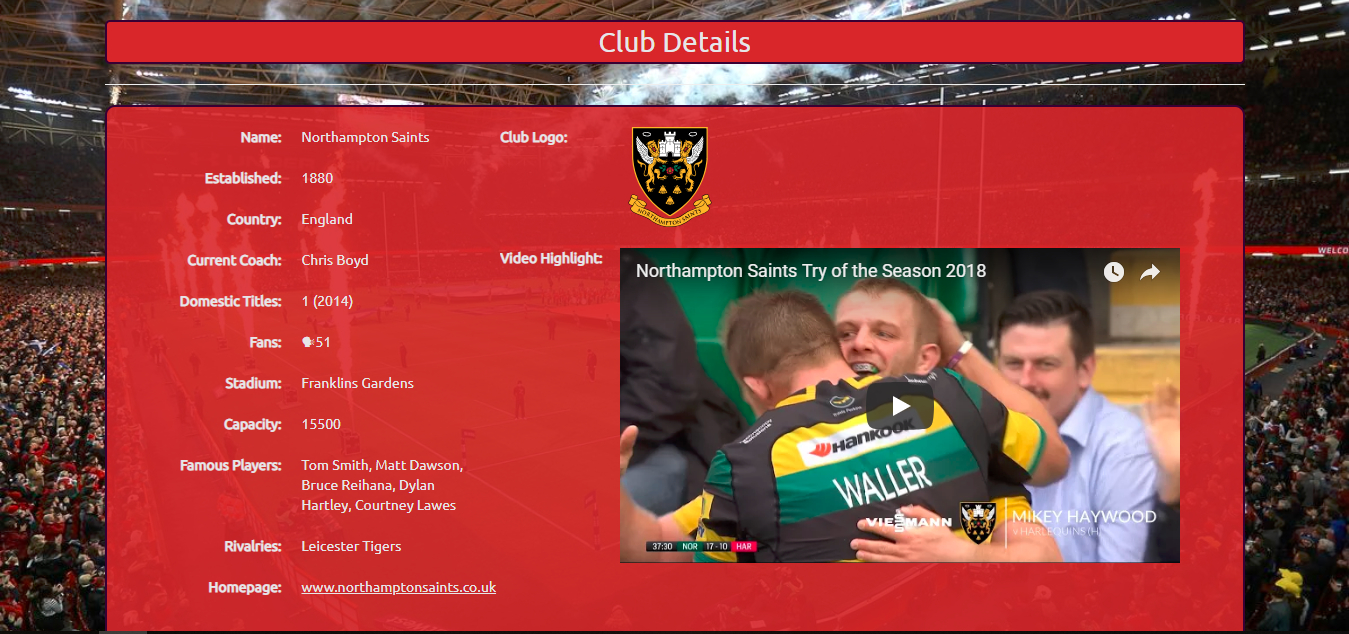 Club Details
Name: Northampton Saints
Established: 1880
Country: England
Current Coach: Chris Boyd
Domestic Titles: 1 (2014)
Fans: 🗣51
Stadium: Franklins Gardens
Capacity: 15500
Famous Players: Tom Smith, Matt Dawson,
Bruce Reihana, Dylan
Hartley, Courtney Lawes
Rivalries: Leicester Tigers
Homepage: www.northamptonsaints.co.uk
Club Logo:
NORTHAMPTON SAINTS
Video Highlight:
Northampton Saints Try of the Season 2018
HANKOOK
WALLER
VIESMANN
MIKEY HAYWOOD
V HARLEQUINS (H)
37:30 NOR 17-10 HAR
WELCO